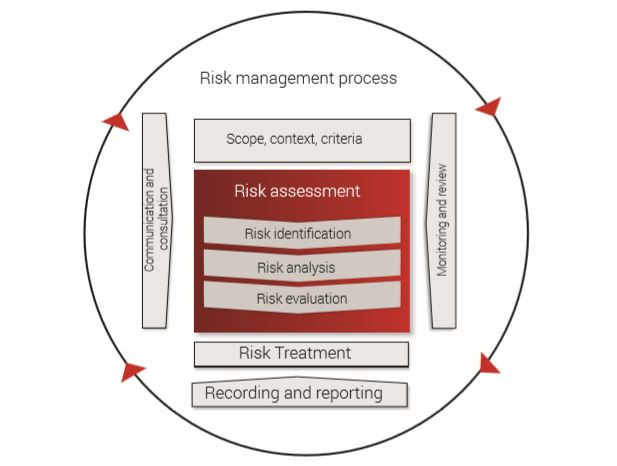 Risk management process
Scope, context, criteria
Communication and
consultation
Risk assessment
Risk identification
Risk analysis
Risk evaluation
Monitoring and review
Risk Treatment
Recording and reporting